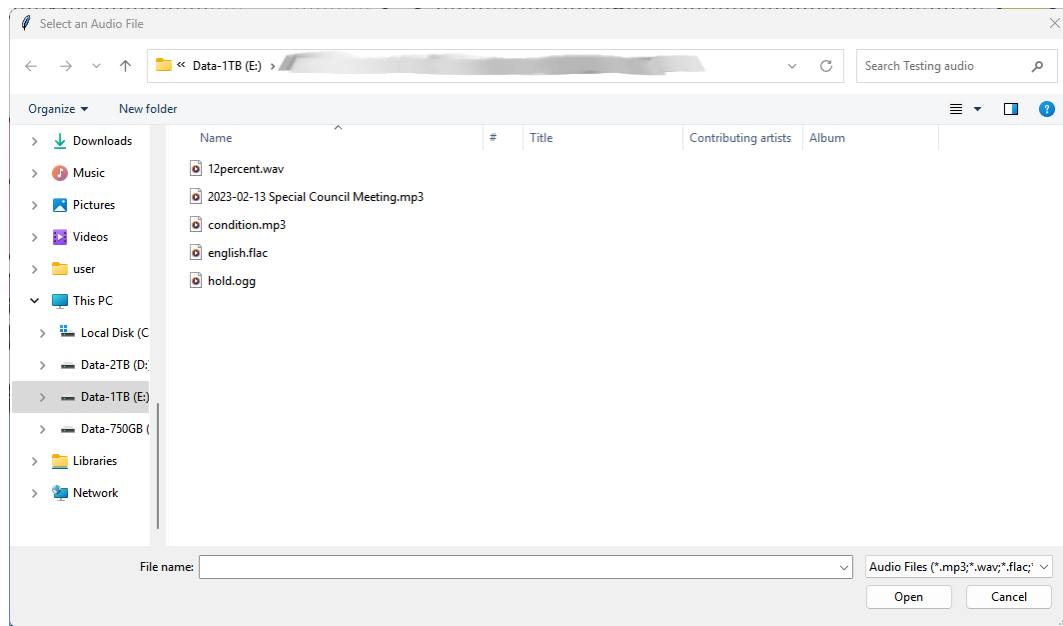 Select an Audio File
« Data-1TB (E:) >
Search Testing audio
Organize
New folder
Name
#
Title
Contributing artists
Album
Downloads
Music
Pictures
Videos
user
This PC
Local Disk (C
Data-2TB (D:
Data-1TB (E:)
Data-750GB (
Libraries
Network
12percent.wav
2023-02-13 Special Council Meeting.mp3
condition.mp3
english.flac
hold.ogg
File name:
Audio Files (*.mp3;*.wav;*.flac;*
Open
Cancel